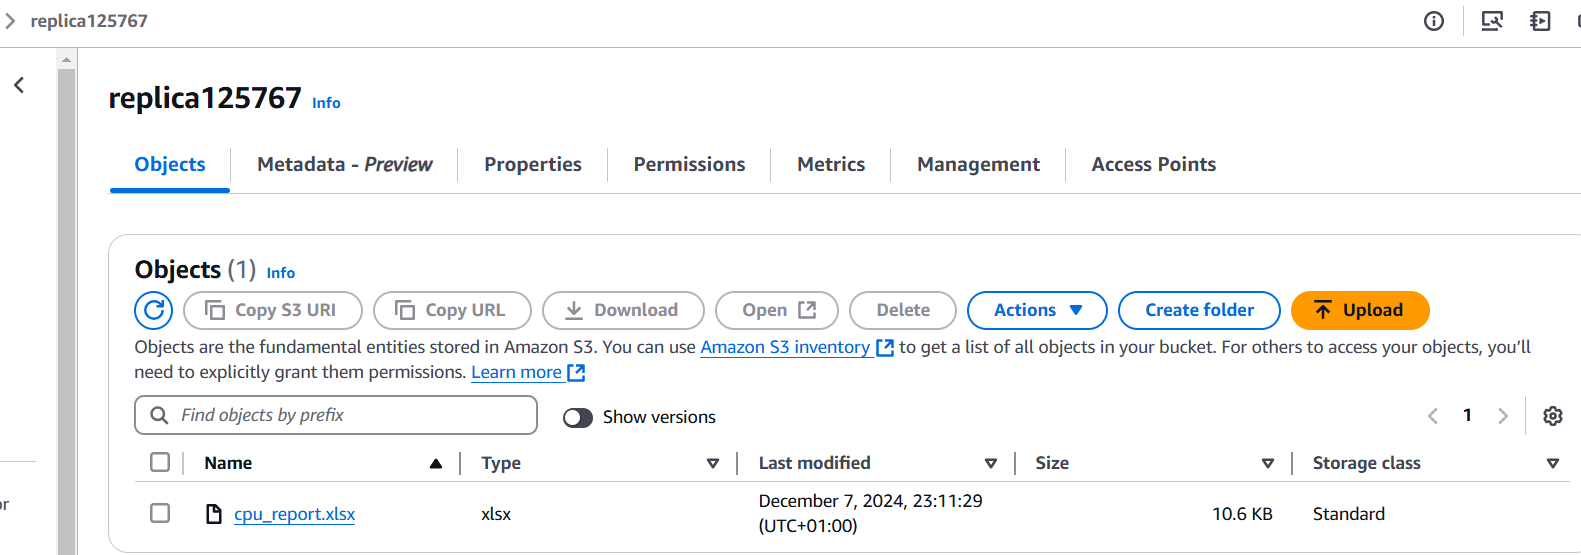 replica125767
replica125767 Info
Objects Metadata - Preview Properties Permissions Metrics Management Access Points
Objects (1) Info
Copy S3 URI Copy URL Download Open Delete Actions Create folder Upload
Objects are the fundamental entities stored in Amazon S3. You can use Amazon S3 inventory to get a list of all objects in your bucket. For others to access your objects, you’ll
need to explicitly grant them permissions. Learn more
Find objects by prefix Show versions 1
Name Type Last modified Size Storage class
cpu_report.xlsx xlsx December 7, 2024, 23:11:29 10.6 KB Standard
(UTC+01:00)